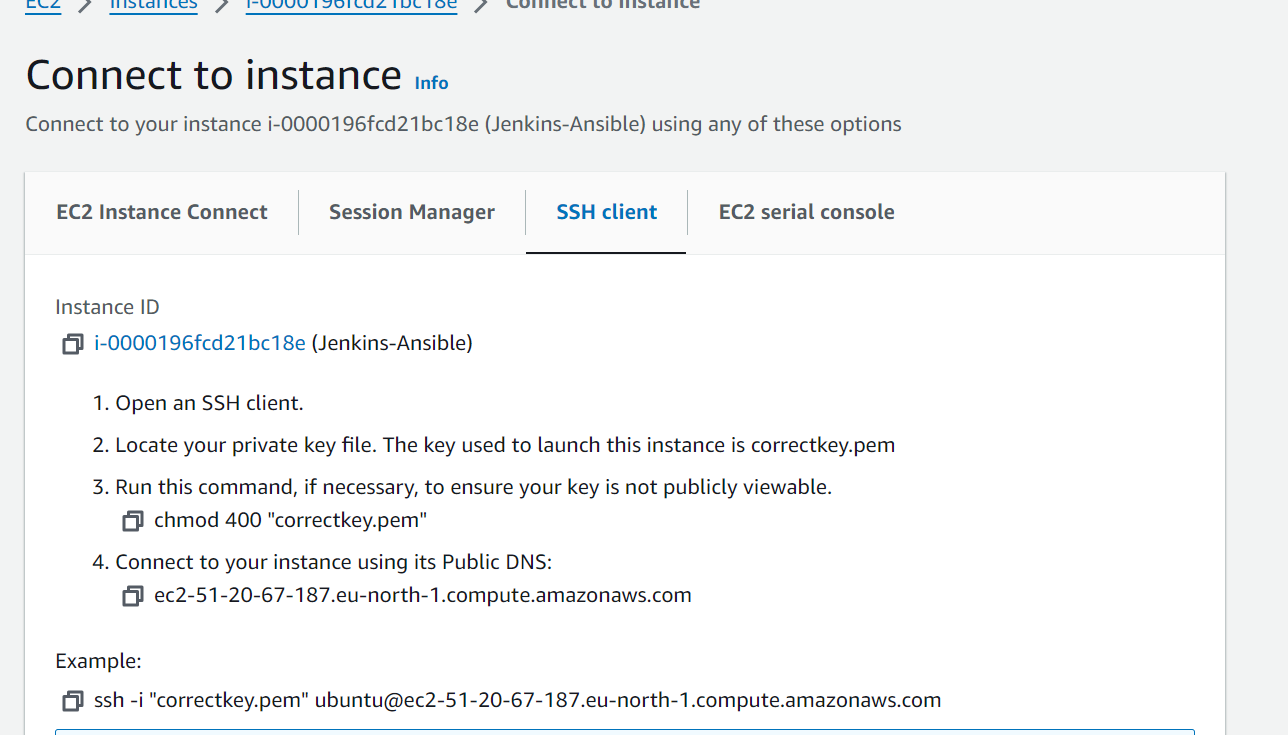 EC2 > Instances > i-0000196fcd21bc18e > Connect to instance
Connect to instance Info
Connect to your instance i-0000196fcd21bc18e (Jenkins-Ansible) using any of these options
EC2 Instance Connect Session Manager SSH client EC2 serial console
Instance ID
i-0000196fcd21bc18e (Jenkins-Ansible)
1. Open an SSH client.
2. Locate your private key file. The key used to launch this instance is correctkey.pem
3. Run this command, if necessary, to ensure your key is not publicly viewable.
chmod 400 "correctkey.pem"
4. Connect to your instance using its Public DNS:
ec2-51-20-67-187.eu-north-1.compute.amazonaws.com
Example:
ssh -i "correctkey.pem" ubuntu@ec2-51-20-67-187.eu-north-1.compute.amazonaws.com